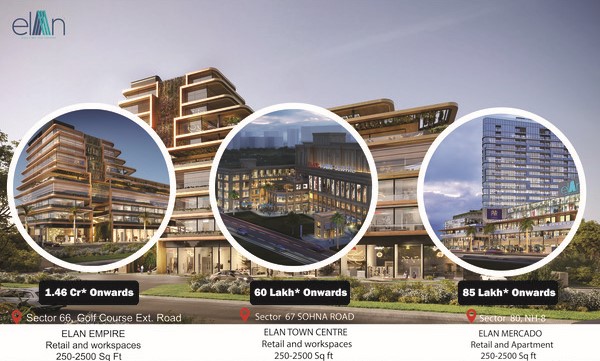 elan
1.46 Cr* Onwards
Sector 66, Golf Course Ext. Road
ELAN EMPIRE
Retail and workspaces
250-2500 Sq Ft
60 Lakh* Onwards
Sector 67 SOHNA ROAD
ELAN TOWN CENTRE
Retail and workspaces
250-2500 Sq ft
85 Lakh* Onwards
Sector 80, NH-8
ELAN MERCADO
Retail and Apartment
250-2500 Sq ft